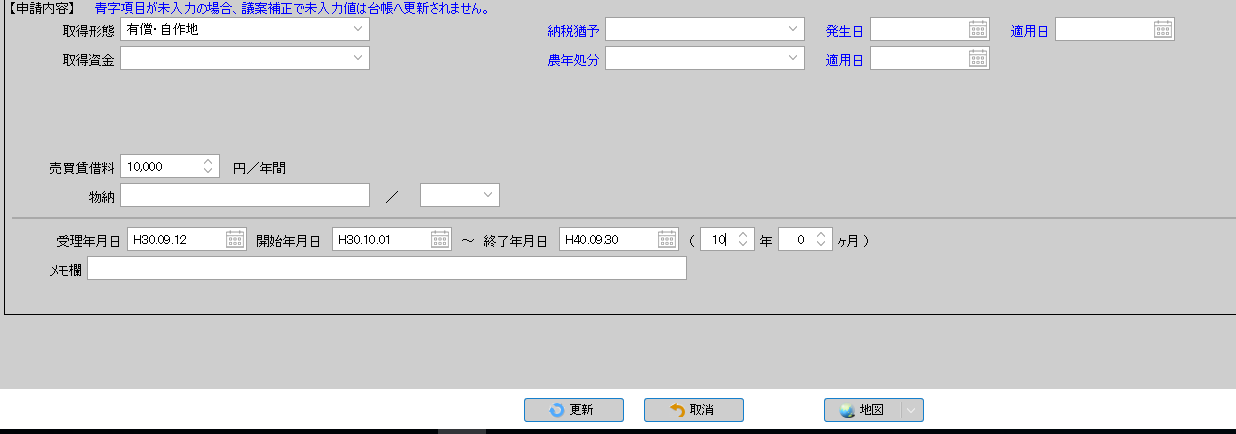 【申請内容】 青字項目が未入力の場合、議案補正で未入力値は台帳へ更新されません。
取得形態 有償・自作地 納税猶予 発生日 適用日
取得資金 農年処分 適用日
売買賃借料 10,000 円／年間
物納 ／
受理年月日 H30.09.12 開始年月日 H30.10.01 ～ 終了年月日 H40.09.30 ( 10 年 0 ヶ月 )
メモ欄
更新 取消 地図